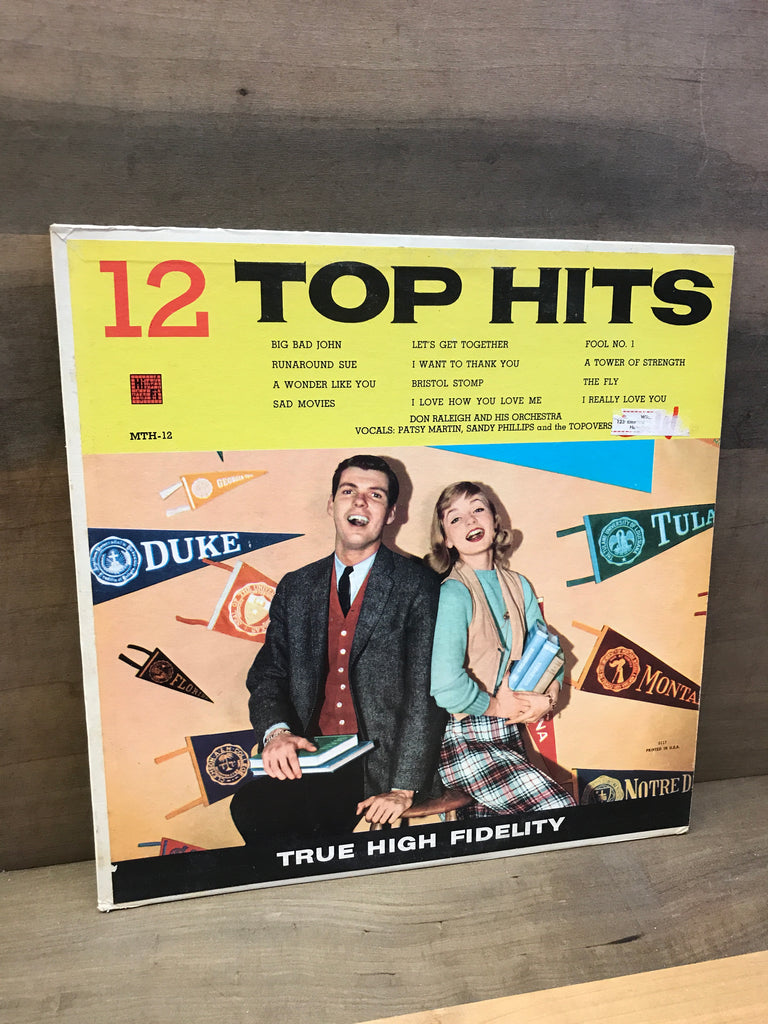 12 TOP HITS
BIG BAD JOHN
RUNAROUND SUE
A WONDER LIKE YOU
SAD MOVIES
LET'S GET TOGETHER
I WANT TO THANK YOU
BRISTOL STOMP
I LOVE HOW YOU LOVE ME
FOOL NO. 1
A TOWER OF STRENGTH
THE FLY
I REALLY LOVE YOU
DON RALEIGH AND HIS ORCHESTRA
VOCALS: PATSY MARTIN, SANDY PHILLIPS and the TOPOVERS
MTH-12
GEORGIA
DUKE
TULA
FLORI
MONTA
NOTRE D
PRINTED IN U.S.A.
TRUE HIGH FIDELITY